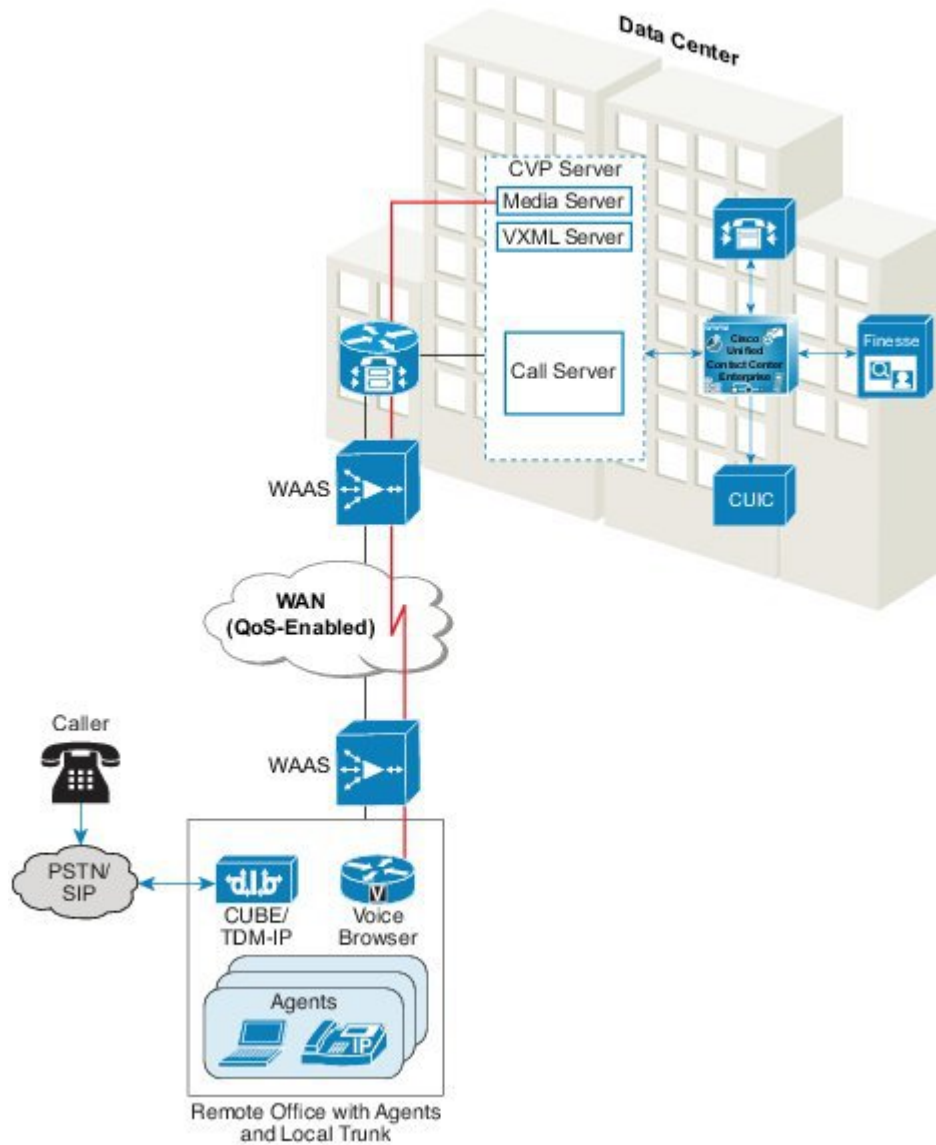 Data Center
CVP Server
Media Server
VXML Server
Call Server
Cisco
Unified
Contact Center
Enterprise
Finesse
CUIC
WAAS
WAN
(QoS-Enabled)
WAAS
Caller
PSTN/
SIP
CUBE/
TDM-IP
V
Voice
Browser
Agents
IP
Remote Office with Agents
and Local Trunk